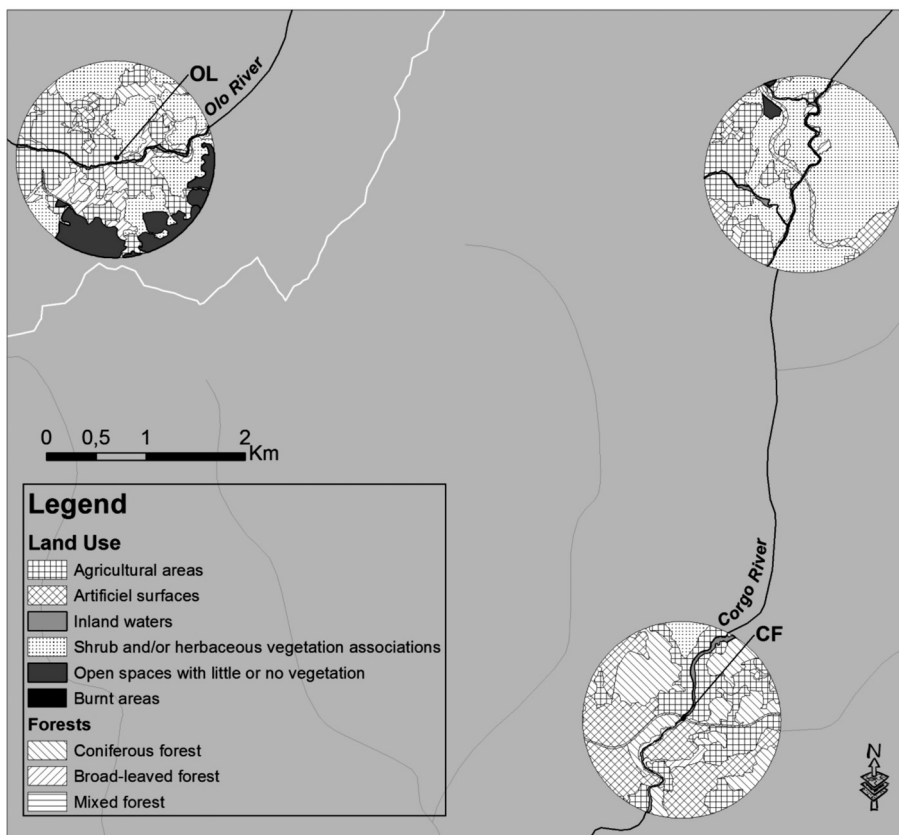 OL
Olo River
0 0,5 1 2
Km
Legend
Land Use
Agricultural areas
Artificiel surfaces
Inland waters
Shrub and/or herbaceous vegetation associations
Open spaces with little or no vegetation
Burnt areas
Forests
Coniferous forest
Broad-leaved forest
Mixed forest
Corgo River
CF
N